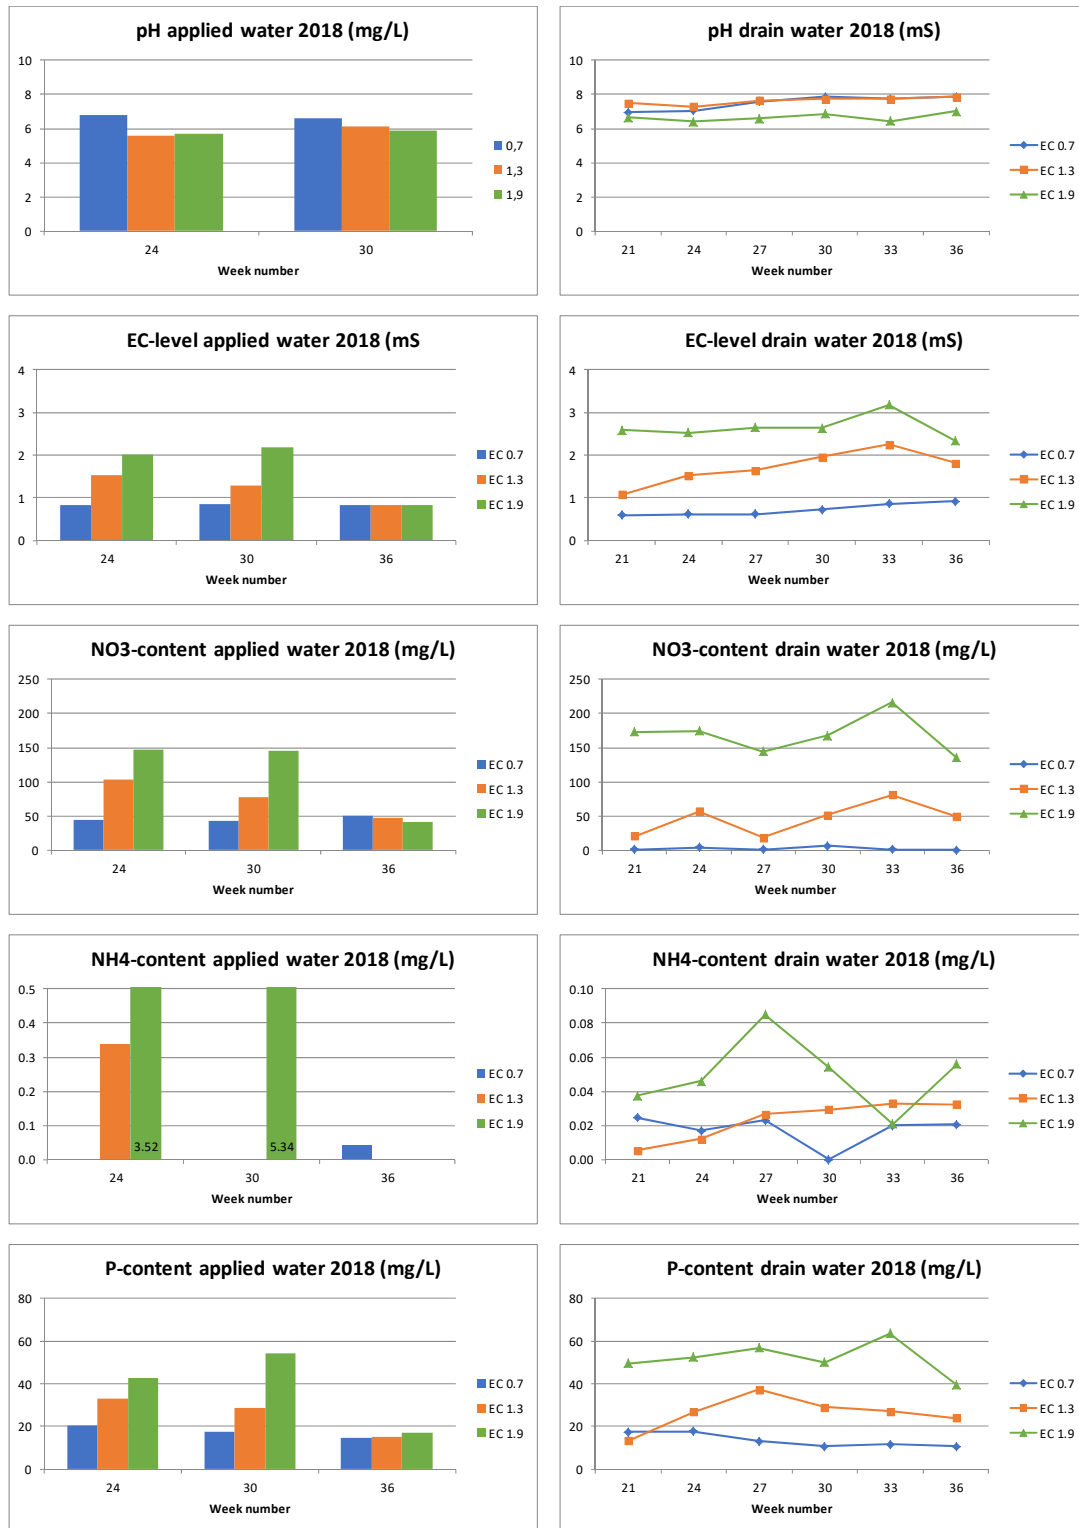 pH applied water 2018 (mg/L)
10
8
6
4
2
0
24
30
Week number
0,7
1,3
1,9
pH drain water 2018 (mS)
10
8
6
4
2
0
21
24
27
30
33
36
Week number
EC 0.7
EC 1.3
EC 1.9
EC-level applied water 2018 (mS
4
3
2
1
0
24
30
36
Week number
EC 0.7
EC 1.3
EC 1.9
EC-level drain water 2018 (mS)
4
3
2
1
0
21
24
27
30
33
36
Week number
EC 0.7
EC 1.3
EC 1.9
NO3-content applied water 2018 (mg/L)
250
200
150
100
50
0
24
30
36
Week number
EC 0.7
EC 1.3
EC 1.9
NO3-content drain water 2018 (mg/L)
250
200
150
100
50
0
21
24
27
30
33
36
Week number
EC 0.7
EC 1.3
EC 1.9
NH4-content applied water 2018 (mg/L)
0.5
0.4
0.3
0.2
0.1
0.0
3.52
5.34
24
30
36
Week number
EC 0.7
EC 1.3
EC 1.9
NH4-content drain water 2018 (mg/L)
0.10
0.08
0.06
0.04
0.02
0.00
21
24
27
30
33
36
Week number
EC 0.7
EC 1.3
EC 1.9
P-content applied water 2018 (mg/L)
80
60
40
20
0
24
30
36
Week number
EC 0.7
EC 1.3
EC 1.9
P-content drain water 2018 (mg/L)
80
60
40
20
0
21
24
27
30
33
36
Week number
EC 0.7
EC 1.3
EC 1.9